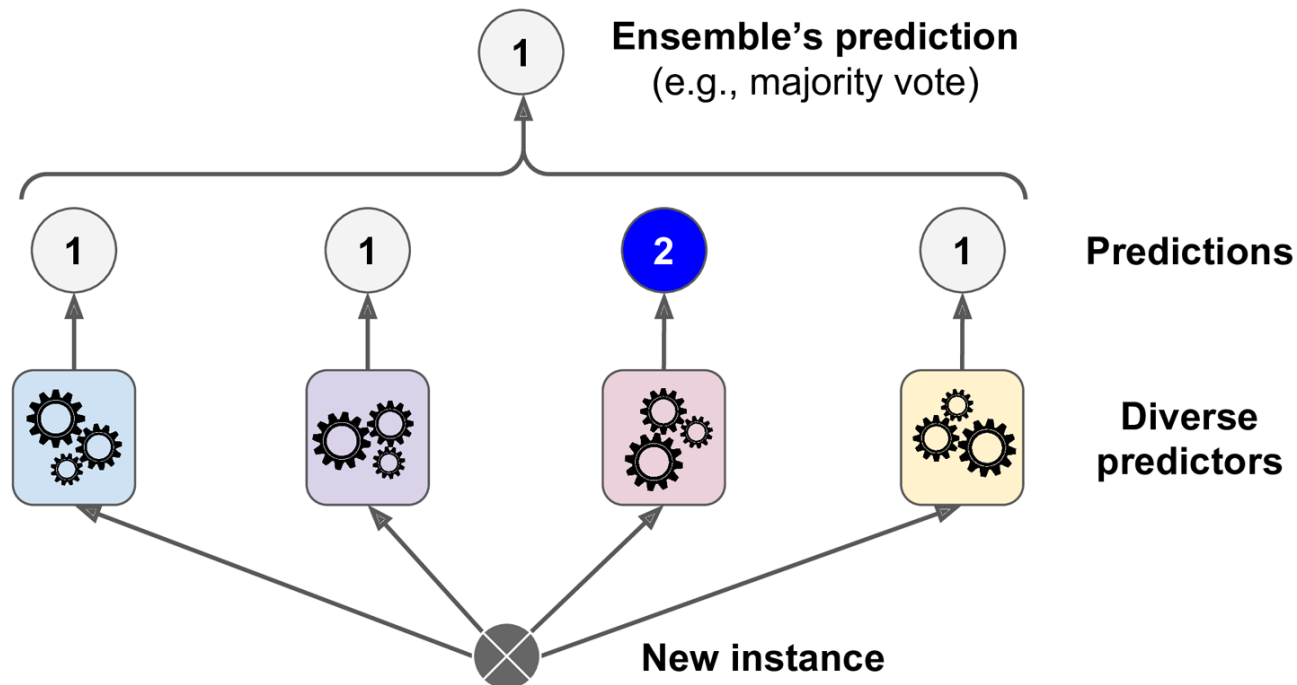 1
Ensemble’s prediction
(e.g., majority vote)
1
1
2
1
Predictions
Diverse
predictors
New instance